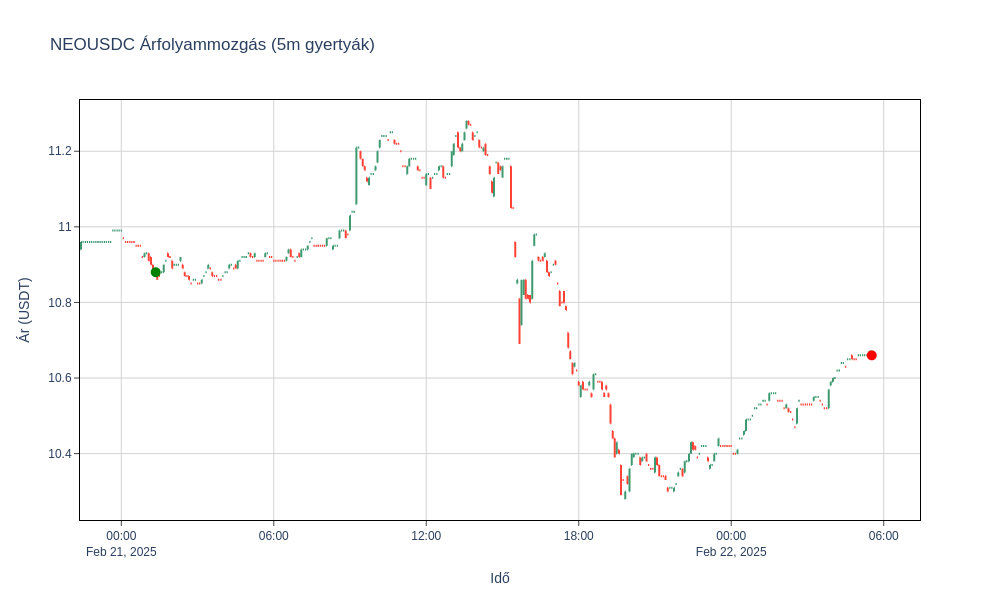 NEOUSDC Árfolyammozgás (5m gyertyák)
Ár (USDT)
11.2
11
10.8
10.6
10.4
00:00
Feb 21, 2025
06:00
12:00
18:00
00:00
Feb 22, 2025
06:00
Idő